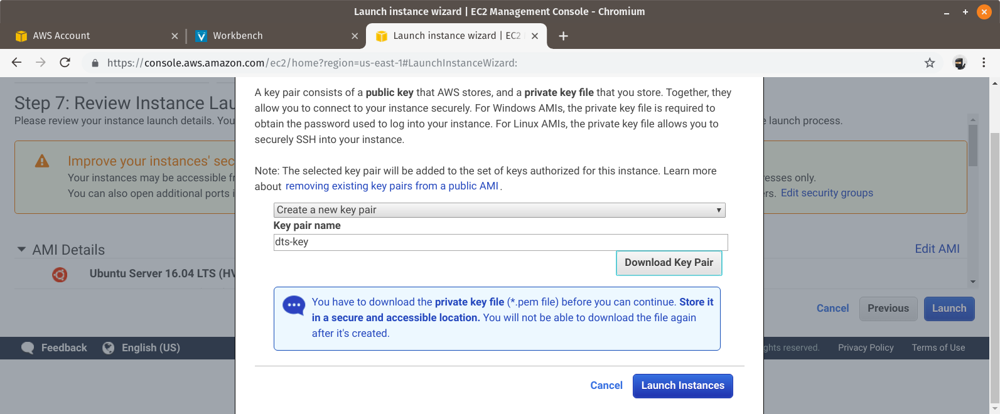 Launch instance wizard | EC2 Management Console - Chromium
AWS Account
Workbench
Launch instance wizard | EC2
https://console.aws.amazon.com/ec2/home?region=us-east-1#LaunchInstanceWizard:
Step 7: Review Instance Lau
Please review your instance launch details. You
e launch process.
Improve your instances' sec
Your instances may be accessible fr
esses only.
You can also open additional ports i
rs. Edit security groups
AMI Details
Edit AMI
Ubuntu Server 16.04 LTS (HV
Cancel
Previous
Launch
A key pair consists of a public key that AWS stores, and a private key file that you store. Together, they
allow you to connect to your instance securely. For Windows AMIs, the private key file is required to
obtain the password used to log into your instance. For Linux AMIs, the private key file allows you to
securely SSH into your instance.
Note: The selected key pair will be added to the set of keys authorized for this instance. Learn more
about removing existing key pairs from a public AMI .
Create a new key pair
Key pair name
dts-key
Download Key Pair
You have to download the private key file (*.pem file) before you can continue. Store it
in a secure and accessible location. You will not be able to download the file again
after it's created.
Cancel
Launch Instances
Feedback
English (US)
ghts reserved.
Privacy Policy
Terms of Use